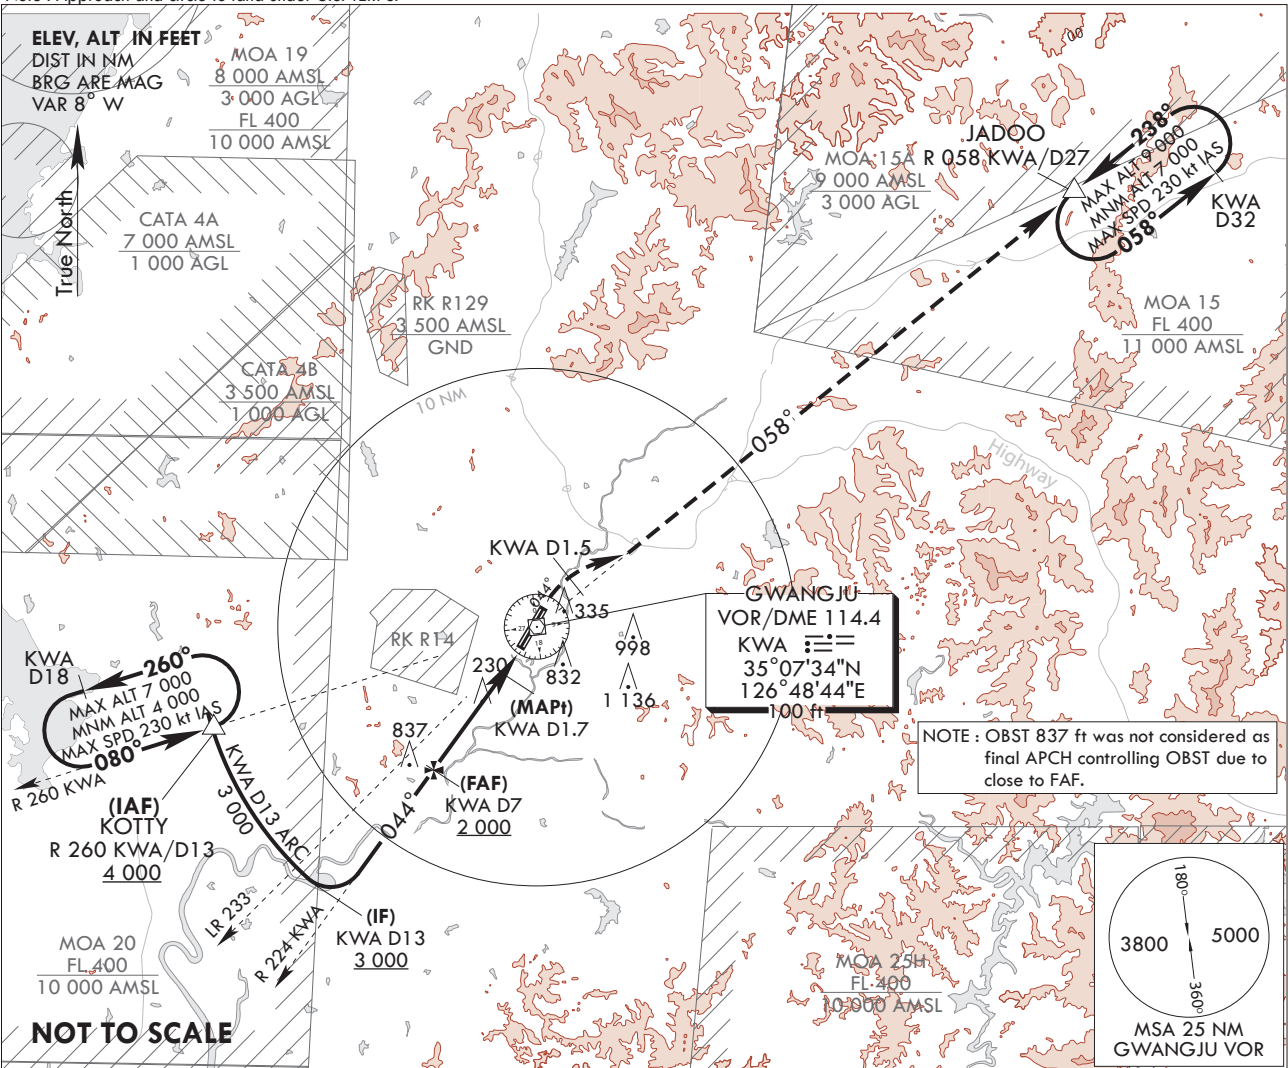 ELEV, ALT IN FEET
DIST IN NM
BRG ARE MAG
VAR 8° W
True North
MOA 19
8 000 AMSL
3 000 AGL
FL 400
10 000 AMSL
CATA 4A
7 000 AMSL
1 000 AGL
CATA 4B
3 500 AMSL
1 000 AGL
RK R129
3 500 AMSL
GND
MOA 15A
9 000 AMSL
3 000 AGL
JADOO
R 058 KWA/D27
238°
MAX ALT 9 000
MNM ALT 7 000
MAX SPD 230 kt IAS
058°
KWA
D32
MOA 15
FL 400
11 000 AMSL
10 NM
058°
Highway
KWA D1.5
044°
27
18
335
GWANGJU
VOR/DME 114.4
KWA
35°07'34"N
126°48'44"E
100 ft
998
832
1 136
RK R14
230
(MAPt)
KWA D1.7
837
(FAF)
KWA D7
2 000
NOTE : OBST 837 ft was not considered as
final APCH controlling OBST due to
close to FAF.
KWA
D18
260°
MAX ALT 7 000
MNM ALT 4 000
MAX SPD 230 kt IAS
080°
R 260 KWA
(IAF)
KOTTY
R 260 KWA/D13
4 000
KWA D13 ARC
3 000
044°
LR 233
R 224 KWA
(IF)
KWA D13
3 000
MOA 20
FL 400
10 000 AMSL
NOT TO SCALE
MOA 25H
FL 400
10 000 AMSL
180°
3800
5000
360°
MSA 25 NM
GWANGJU VOR